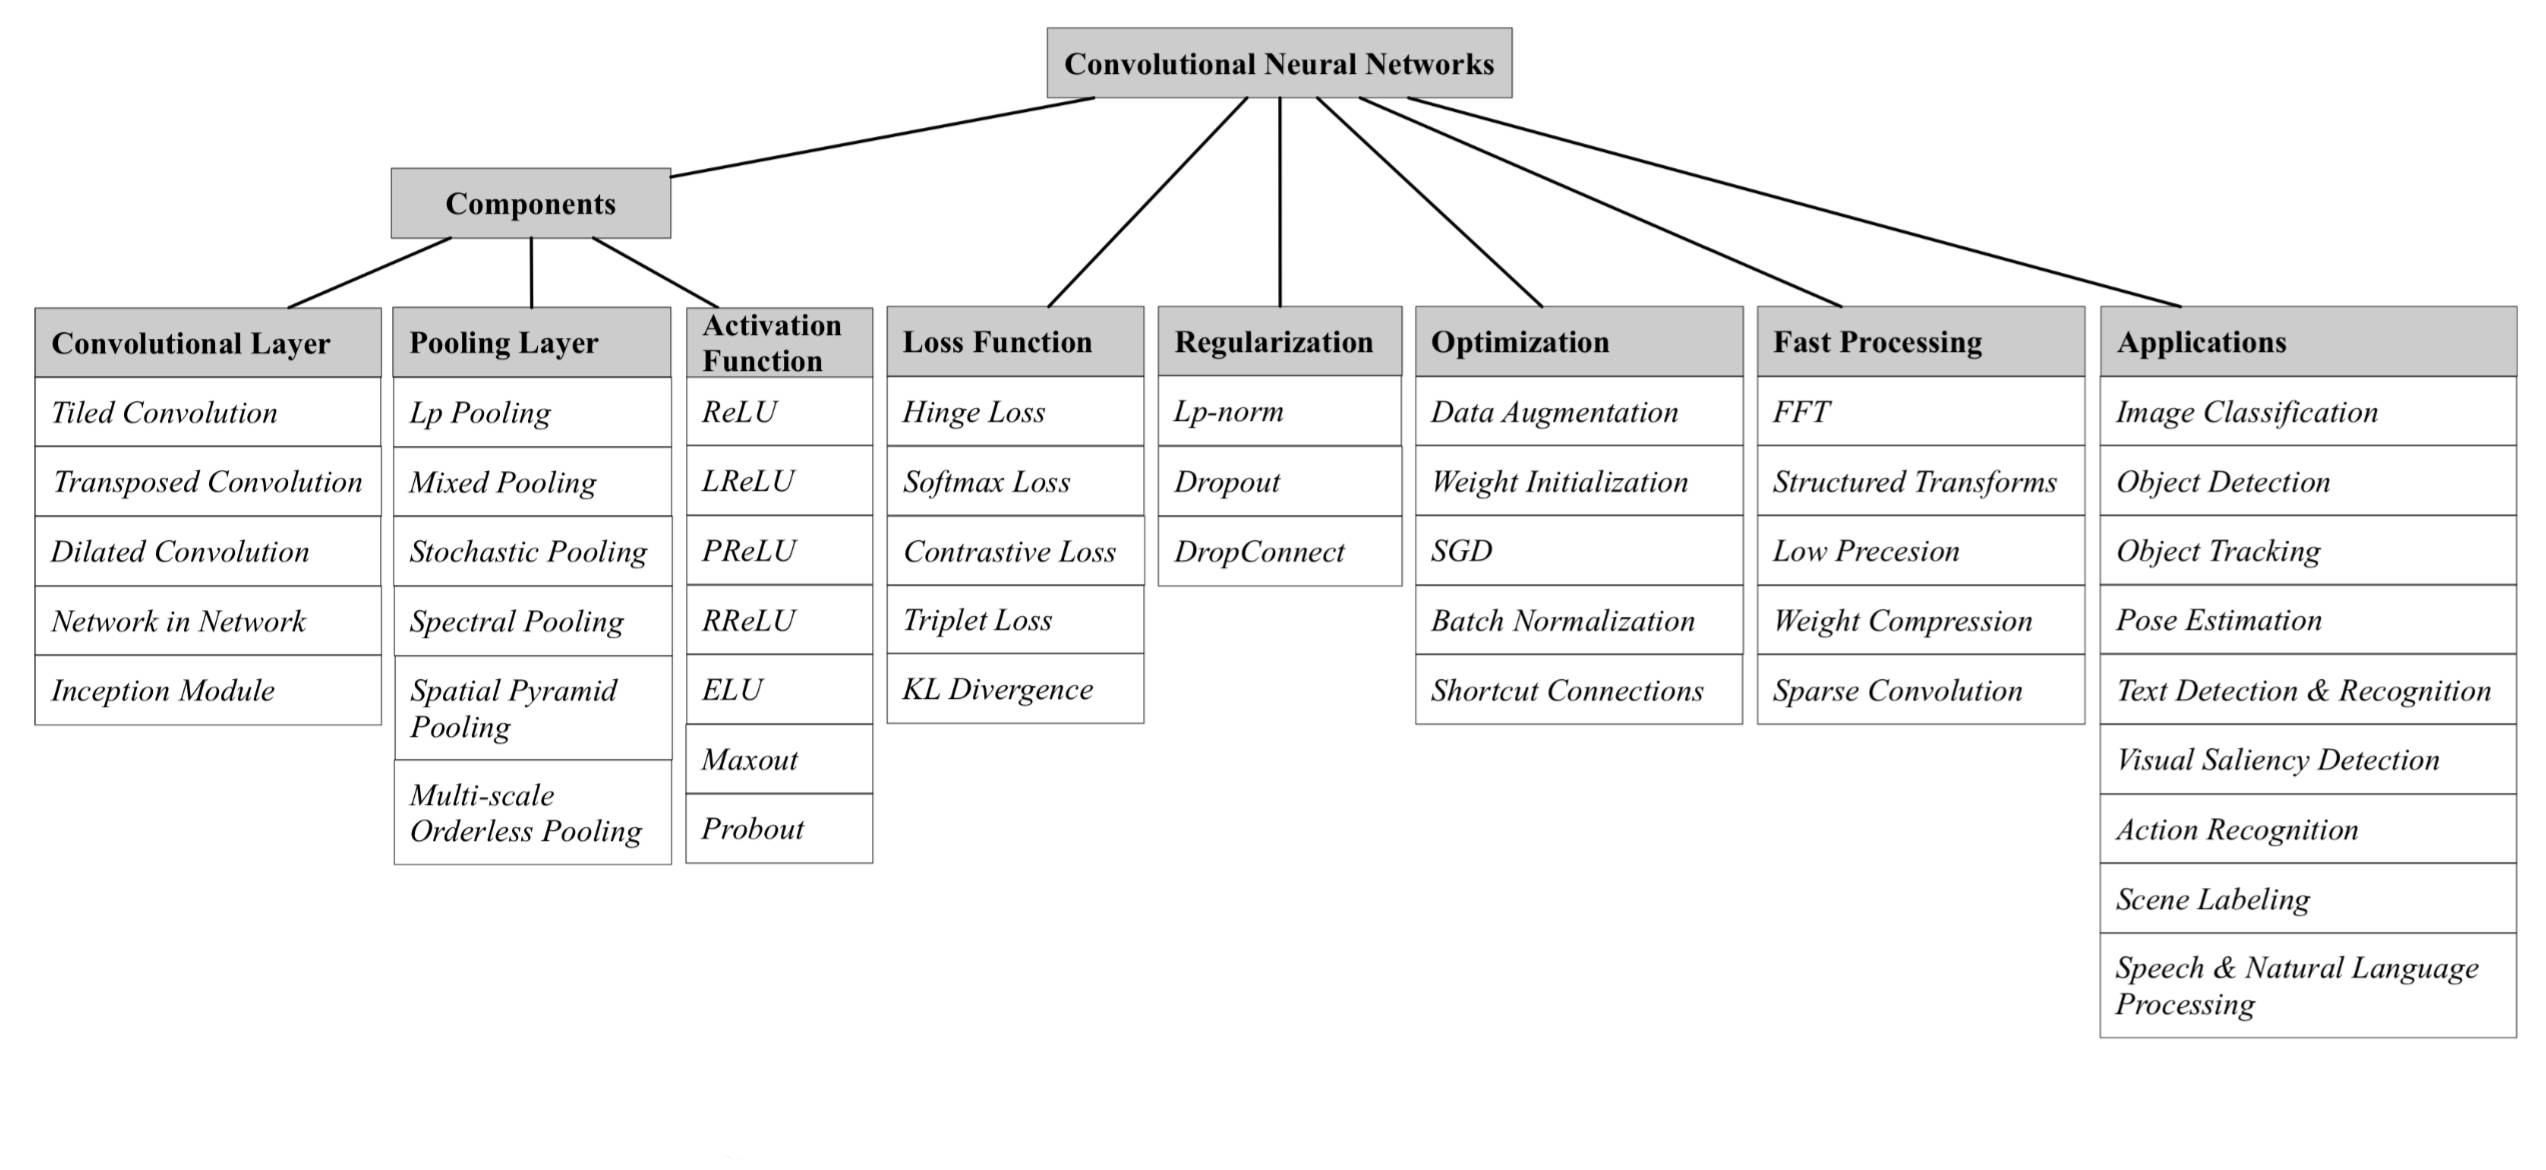 Convolutional Neural Networks
Components
Convolutional Layer
Tiled Convolution
Transposed Convolution
Dilated Convolution
Network in Network
Inception Module
Pooling Layer
Lp Pooling
Mixed Pooling
Stochastic Pooling
Spectral Pooling
Spatial Pyramid
Pooling
Multi-scale
Orderless Pooling
Activation
Function
ReLU
LReLU
PReLU
RReLU
ELU
Maxout
Probout
Loss Function
Hinge Loss
Softmax Loss
Contrastive Loss
Triplet Loss
KL Divergence
Regularization
Lp-norm
Dropout
DropConnect
Optimization
Data Augmentation
Weight Initialization
SGD
Batch Normalization
Shortcut Connections
Fast Processing
FFT
Structured Transforms
Low Precesion
Weight Compression
Sparse Convolution
Applications
Image Classification
Object Detection
Object Tracking
Pose Estimation
Text Detection & Recognition
Visual Saliency Detection
Action Recognition
Scene Labeling
Speech & Natural Language
Processing